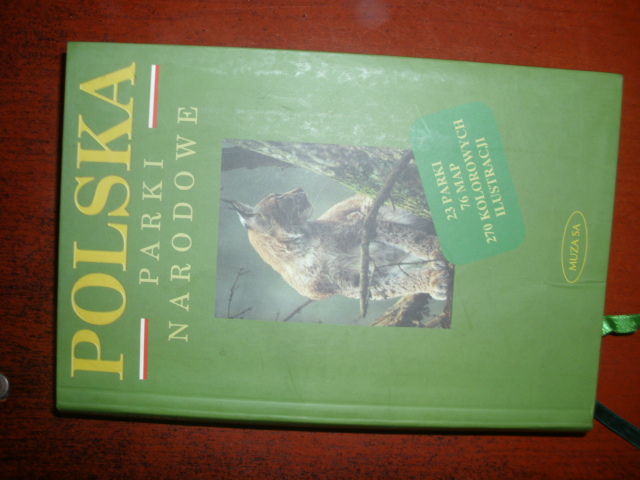 POLSKA
PARKI
NARODOWE
23 PARKI
76 MAP
270 KOLOROWYCH
ILUSTRACJI
MUZA SA